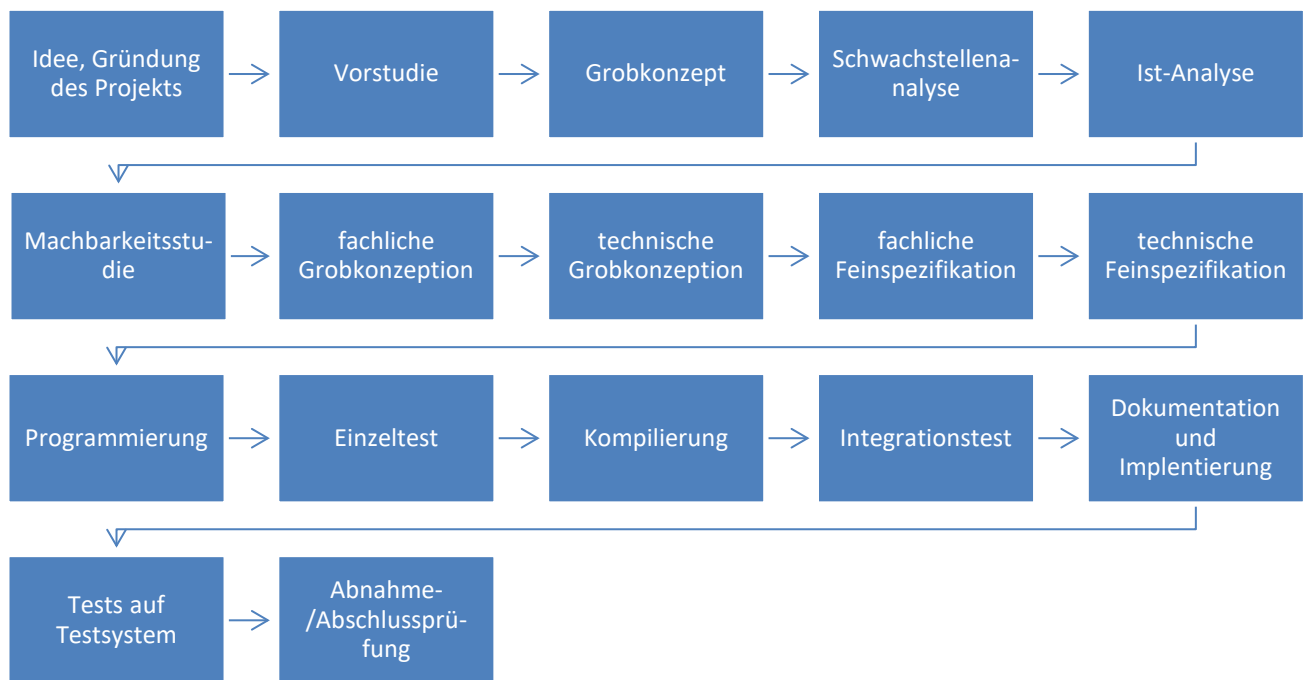 Idee, Gründung
des Projekts
Vorstudie
Grobkonzept
Schwachstellena-
nalyse
Ist-Analyse
Machbarkeitsstu-
die
fachliche
Grobkonzeption
technische
Grobkonzeption
fachliche
Feinspezifikation
technische
Feinspezifikation
Programmierung
Einzeltest
Kompilierung
Integrationstest
Dokumentation
und
Implentierung
Tests auf
Testsystem
Abnahme-
/Abschlussprü-
fung